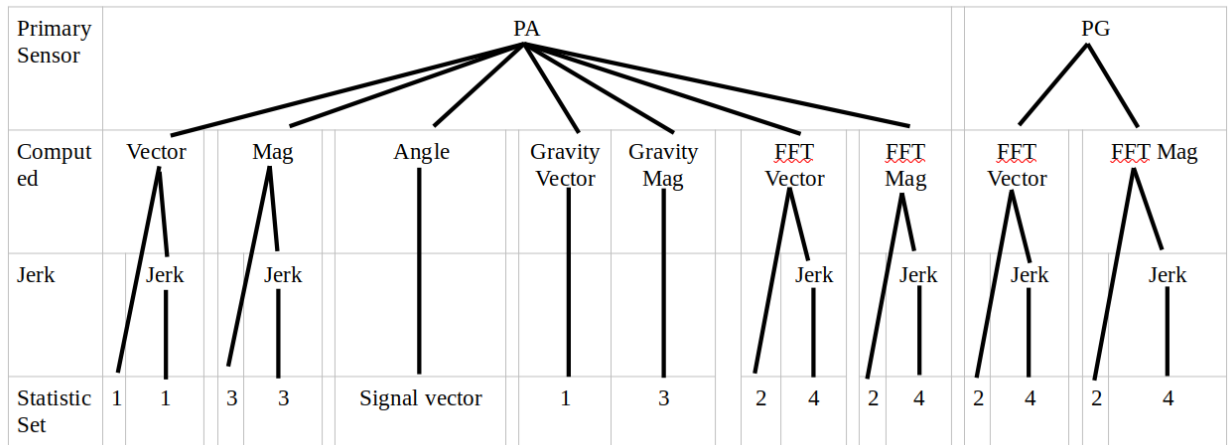 Primary Sensor PA PG
Comput ed Vector Mag Angle Gravity Vector Gravity Mag FFT Vector FFT Mag FFT Vector FFT Mag
Jerk Jerk Jerk Jerk Jerk Jerk Jerk
Statistic Set 1 1 3 3 Signal vector 1 3 2 4 2 4 2 4 2 4